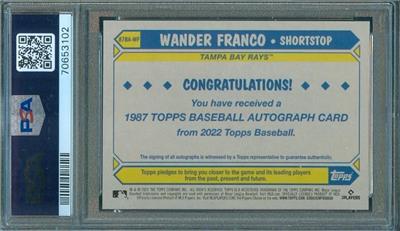 87BA-WF
WANDER FRANCO • SHORTSTOP
TAMPA BAY RAYS™
CONGRATULATIONS!
You have received a
1987 TOPPS BASEBALL AUTOGRAPH CARD
from 2022 Topps Baseball.
The signing of all autographs is witnessed by a Topps representative to guarantee authenticity.
Topps pledges to bring you closer to the game and its leading players
from the past, present and future.
Topps
PLAYERS
PSA
70653102